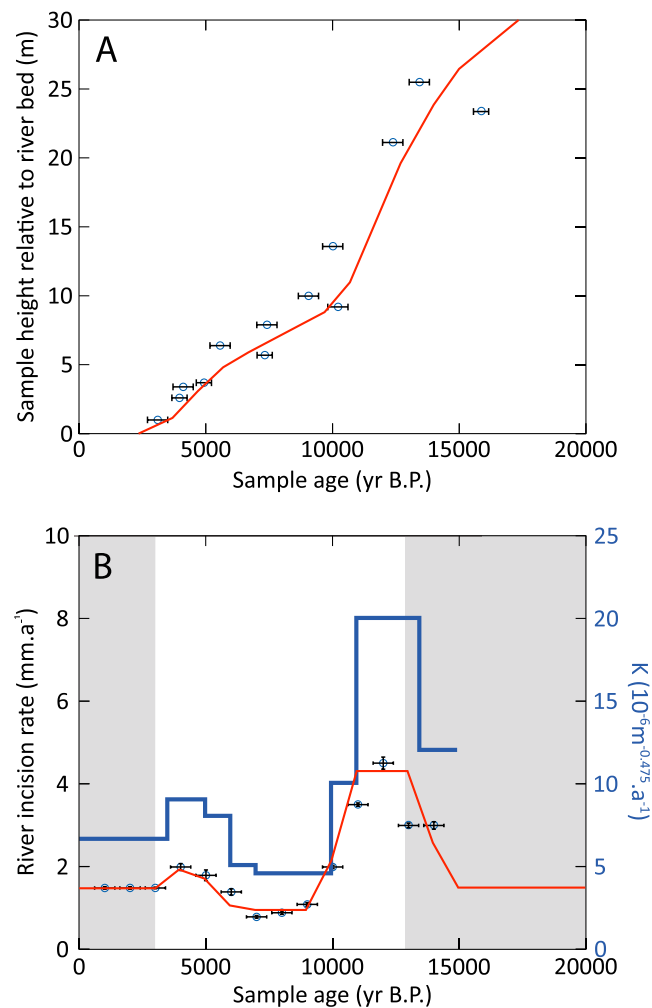 A
Sample height relative to river bed (m)
30
25
20
15
10
5
0
0 5000 10000 15000 20000
Sample age (yr B.P.)
B
River incision rate (mm.a⁻¹)
10
8
6
4
2
0
25
20
15
10
5
0
K (10⁻⁶m⁻⁰·⁴⁷⁵.a⁻¹)
0 5000 10000 15000 20000
Sample age (yr B.P.)